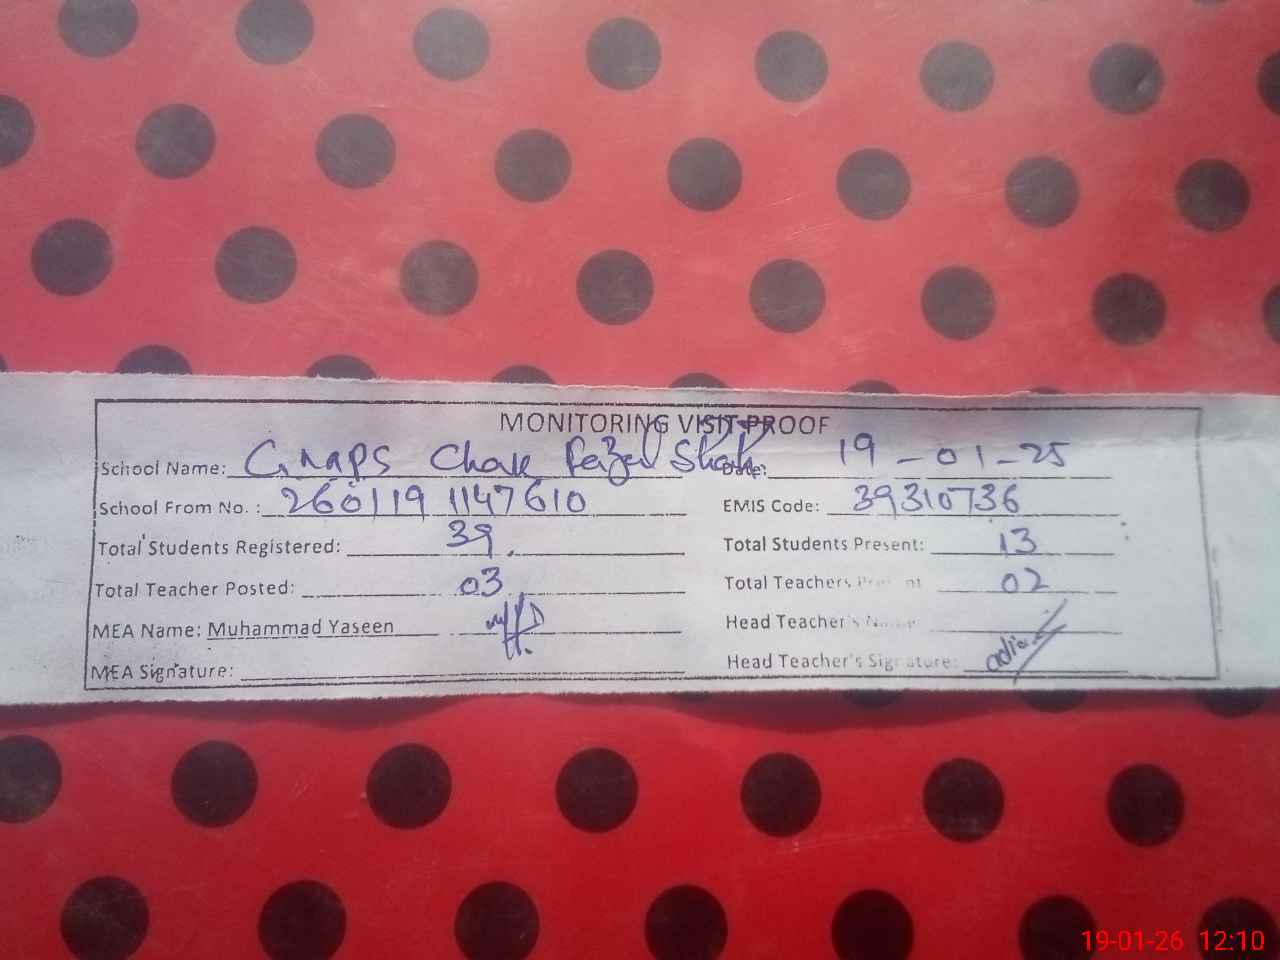 MONITORING VISIT PROOF
School Name: GMPS Chak Faizal Shah Date: 19-01-25
School From No. : 260119 1147610 EMIS Code: 39310736
Total Students Registered: 39. Total Students Present: 13
Total Teacher Posted: 03 Total Teachers Present 02
MEA Name: Muhammad Yaseen Head Teacher's Name
MEA Signature: Head Teacher's Signature:
19-01-26 12:10